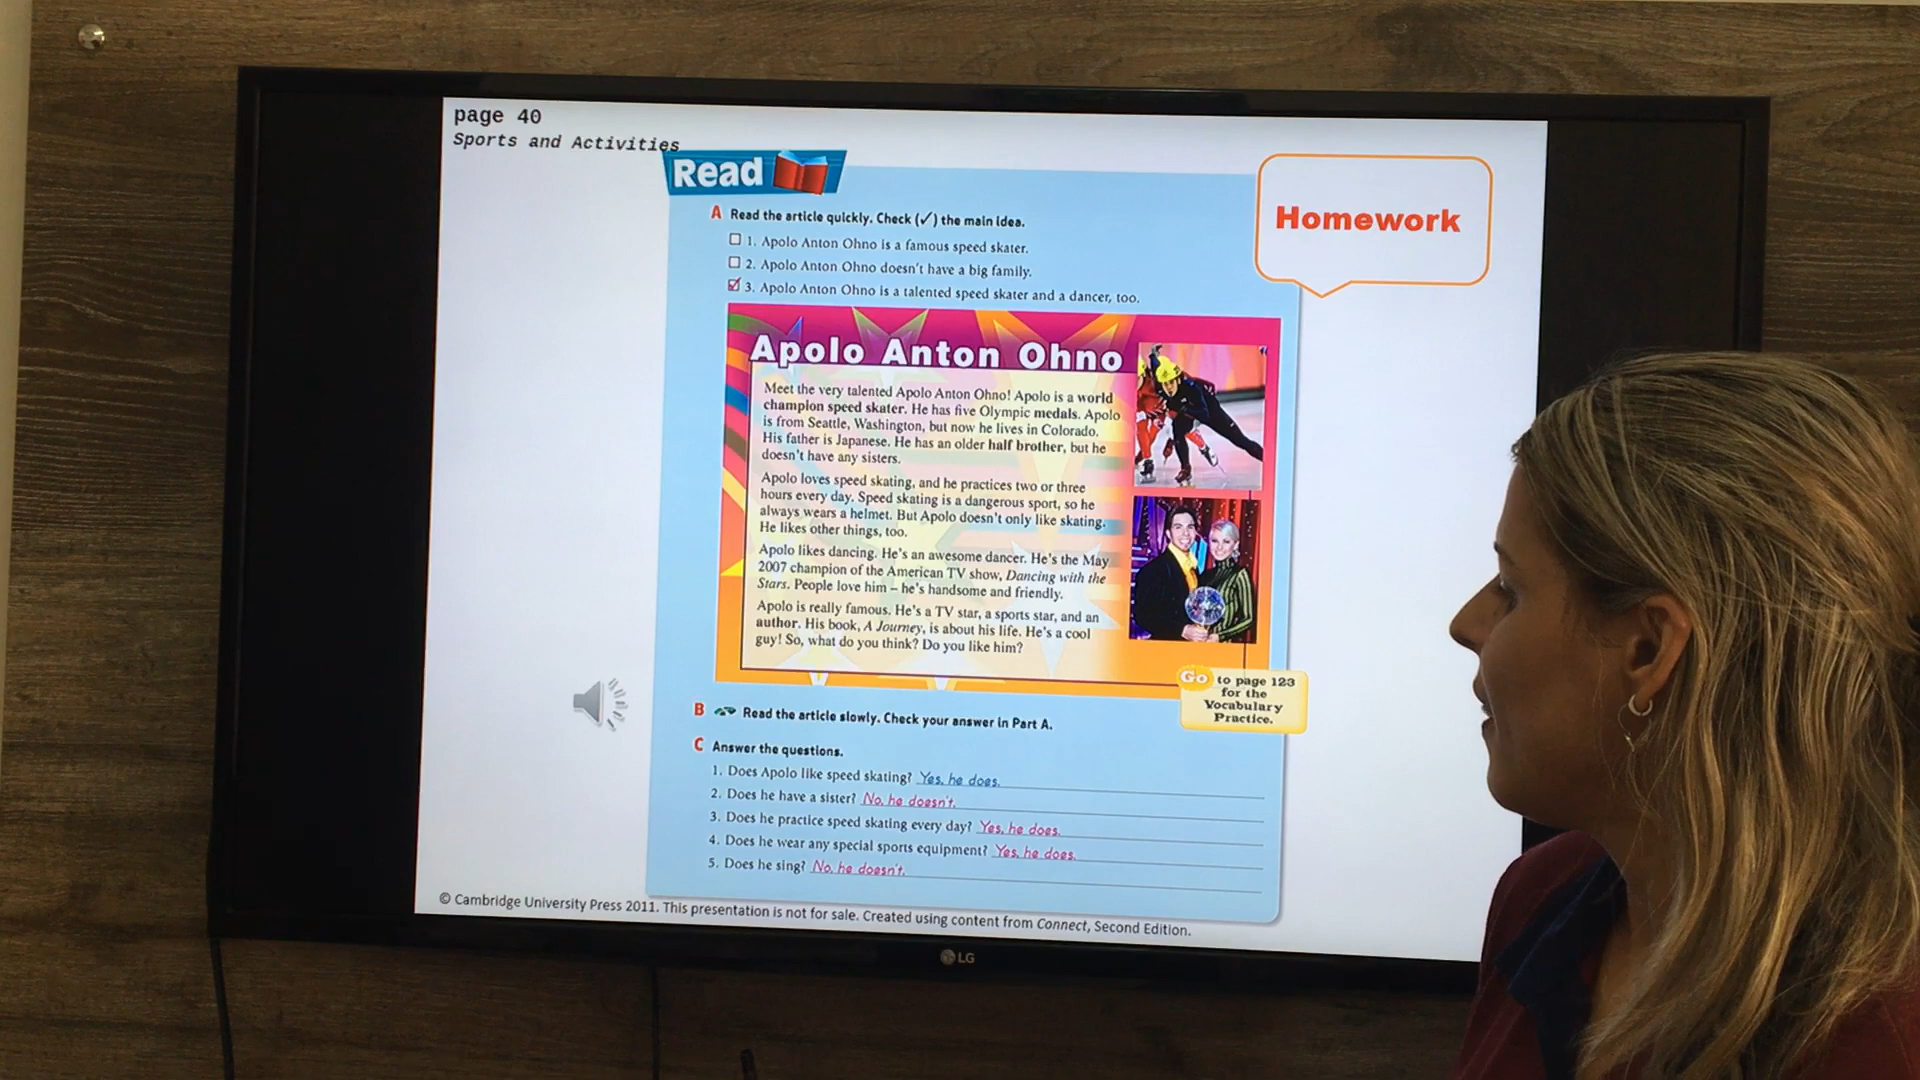 page 40
Sports and Activities
Read
Homework
A Read the article quickly. Check (✓) the main idea.
☐ 1. Apolo Anton Ohno is a famous speed skater.
☐ 2. Apolo Anton Ohno doesn't have a big family.
☑ 3. Apolo Anton Ohno is a talented speed skater and a dancer, too.
Apolo Anton Ohno
Meet the very talented Apolo Anton Ohno! Apolo is a world
champion speed skater. He has five Olympic medals. Apolo
is from Seattle, Washington, but now he lives in Colorado.
His father is Japanese. He has an older half brother, but he
doesn't have any sisters.
Apolo loves speed skating, and he practices two or three
hours every day. Speed skating is a dangerous sport, so he
always wears a helmet. But Apolo doesn't only like skating.
He likes other things, too.
Apolo likes dancing. He's an awesome dancer. He's the May
2007 champion of the American TV show, Dancing with the
Stars. People love him – he's handsome and friendly.
Apolo is really famous. He's a TV star, a sports star, and an
author. His book, A Journey, is about his life. He's a cool
guy! So, what do you think? Do you like him?
Go to page 123
for the
Vocabulary
Practice.
B Read the article slowly. Check your answer in Part A.
C Answer the questions.
1. Does Apolo like speed skating? Yes, he does.
2. Does he have a sister? No, he doesn't.
3. Does he practice speed skating every day? Yes, he does.
4. Does he wear any special sports equipment? Yes, he does.
5. Does he sing? No, he doesn't.
© Cambridge University Press 2011. This presentation is not for sale. Created using content from Connect, Second Edition.
LG